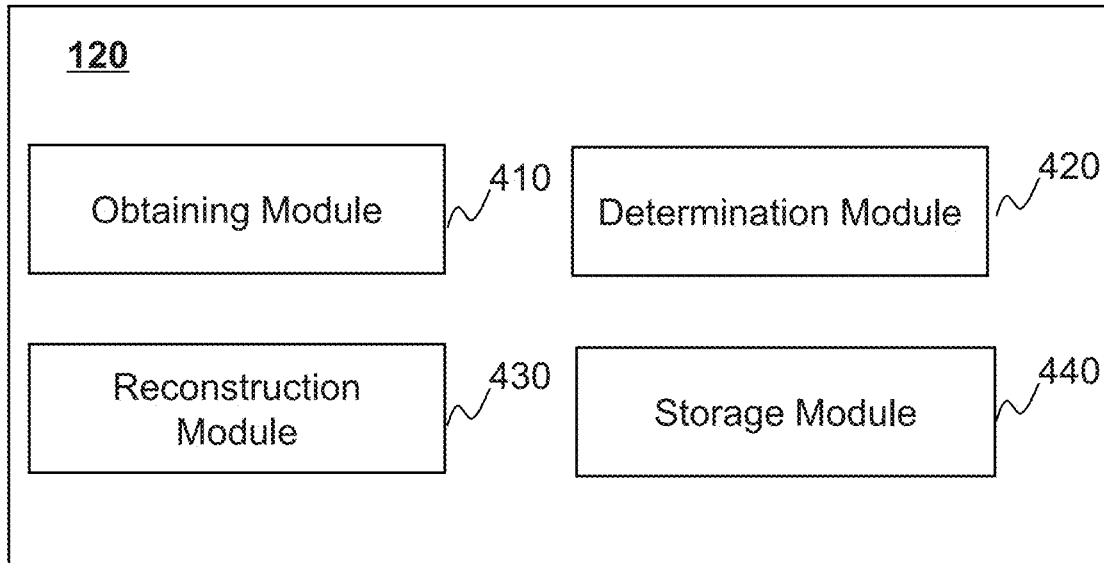 120
Obtaining Module
410
Determination Module
420
Reconstruction
Module
430
Storage Module
440